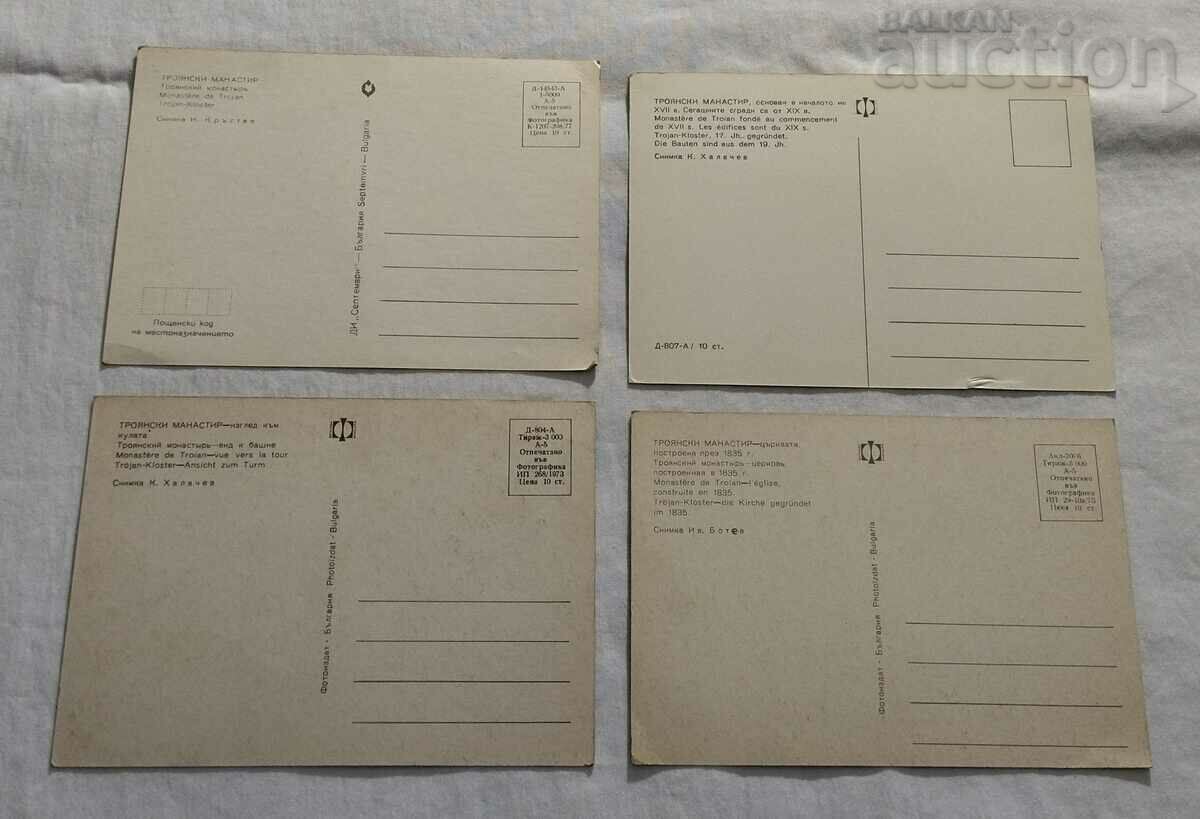 BALKAN
auction
ТРОЯНСКИ МАНАСТИР
Троянский монастырь
Monastère de Trojan
Trojan-Kloster
Снимка Н. Кръстев
Д-14543-А
А-5
Отпечатано
във
Фотографика
Цена 10 ст.
ДИ „Септември" — България Septemvri — Bulgaria
Пощенски код
на местоназначението
ТРОЯНСКИ МАНАСТИР, основан в началото на
XVII в. Сегашните сгради са от XIX в.
Monastère de Troian fondé au commencement
de XVII s. Les édifices sont du XIX s.
Trojan-Kloster, 17. Jh. gegründet.
Die Bauten sind aus dem 19. Jh.
Снимка К. Халачев
Д-807-А / 10 ст.
ТРОЯНСКИ МАНАСТИР—изглед към
кулата
Троянский монастырь—вид к башне
Monastère de Troian—vue vers la tour
Trojan-Kloster—Ansicht zum Turm
Снимка К. Халачев
Д-804-А
Тираж-3 000
А-5
Отпечатано
във
Фотографика
ИП 268/1973
Цена 10 ст.
Фотоиздат - България Photoizdat - Bulgaria
ТРОЯНСКИ МАНАСТИР—църквата,
построена през 1835 г.
Троянский монастырь—церковь,
построенная в 1835 г.
Monastère de Troian—l'église,
construite en 1835.
Trojan-Kloster—die Kirche gegründet
im 1835.
Снимка Ив. Ботев
Тираж-3 000
А-5
Отпечатано
във
Фотографика
Цена 10 ст.
Фотоиздат - България Photoizdat - Bulgaria